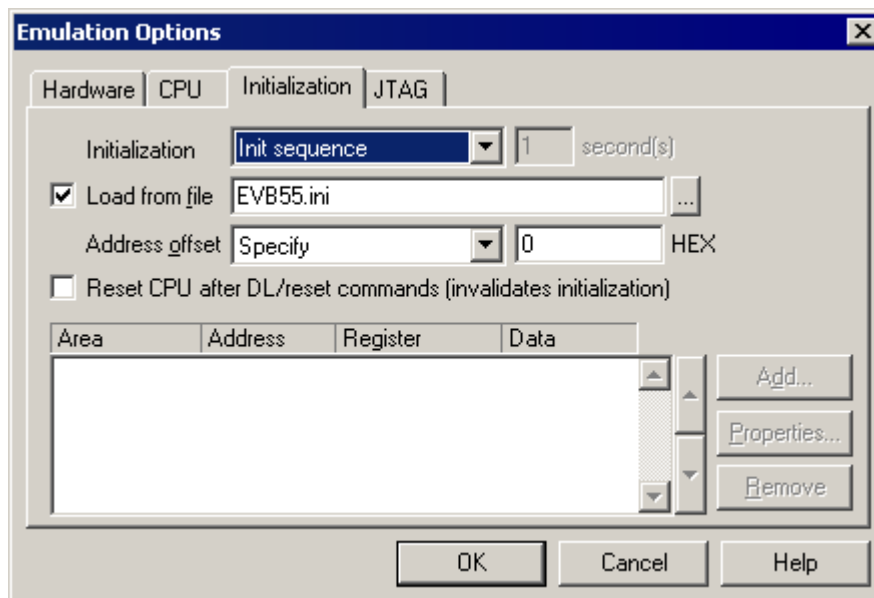 Emulation Options
Hardware CPU Initialization JTAG
Initialization Init sequence 1 second(s)
Load from file EVB55.ini ...
Address offset Specify 0 HEX
Reset CPU after DL/reset commands (invalidates initialization)
Area Address Register Data
Add...
Properties...
Remove
OK Cancel Help